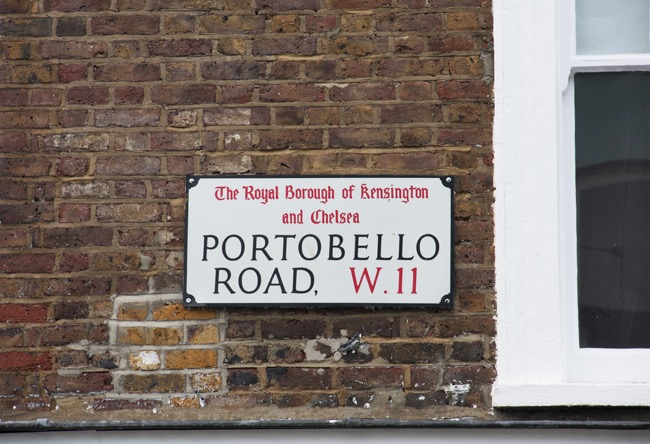 The Royal Borough of Kensington
and Chelsea
PORTOBELLO
ROAD, W.11